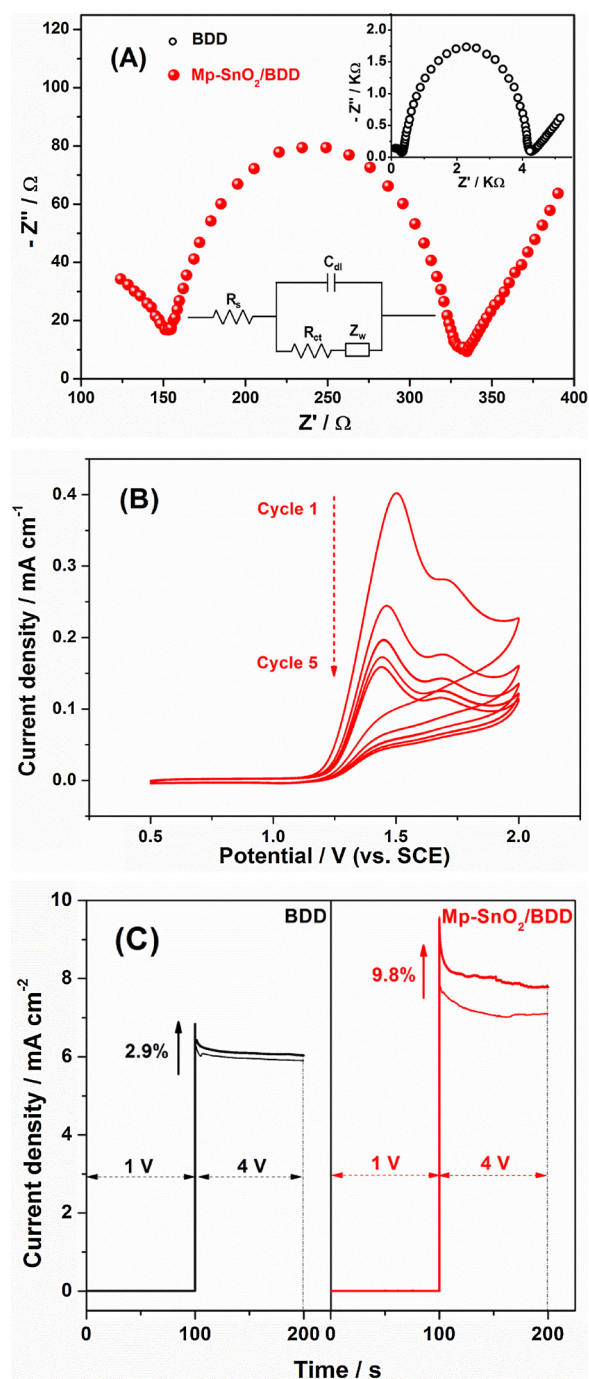 (A)
BDD
Mp-SnO₂/BDD
- Z'' / Ω
120
100
80
60
40
20
0
100 150 200 250 300 350 400
Z' / Ω
- Z'' / KΩ
2.0
1.5
1.0
0.5
0.0
0 2 4
Z' / KΩ
Rs
Cdl
Rct
Zw
(B)
Cycle 1
Cycle 5
Current density / mA cm⁻¹
0.4
0.3
0.2
0.1
0.0
0.5 1.0 1.5 2.0
Potential / V (vs. SCE)
(C)
BDD
Mp-SnO₂/BDD
2.9%
9.8%
1 V 4 V 1 V 4 V
Current density / mA cm⁻²
10
8
6
4
2
0
0 100 200 0 100 200
Time / s